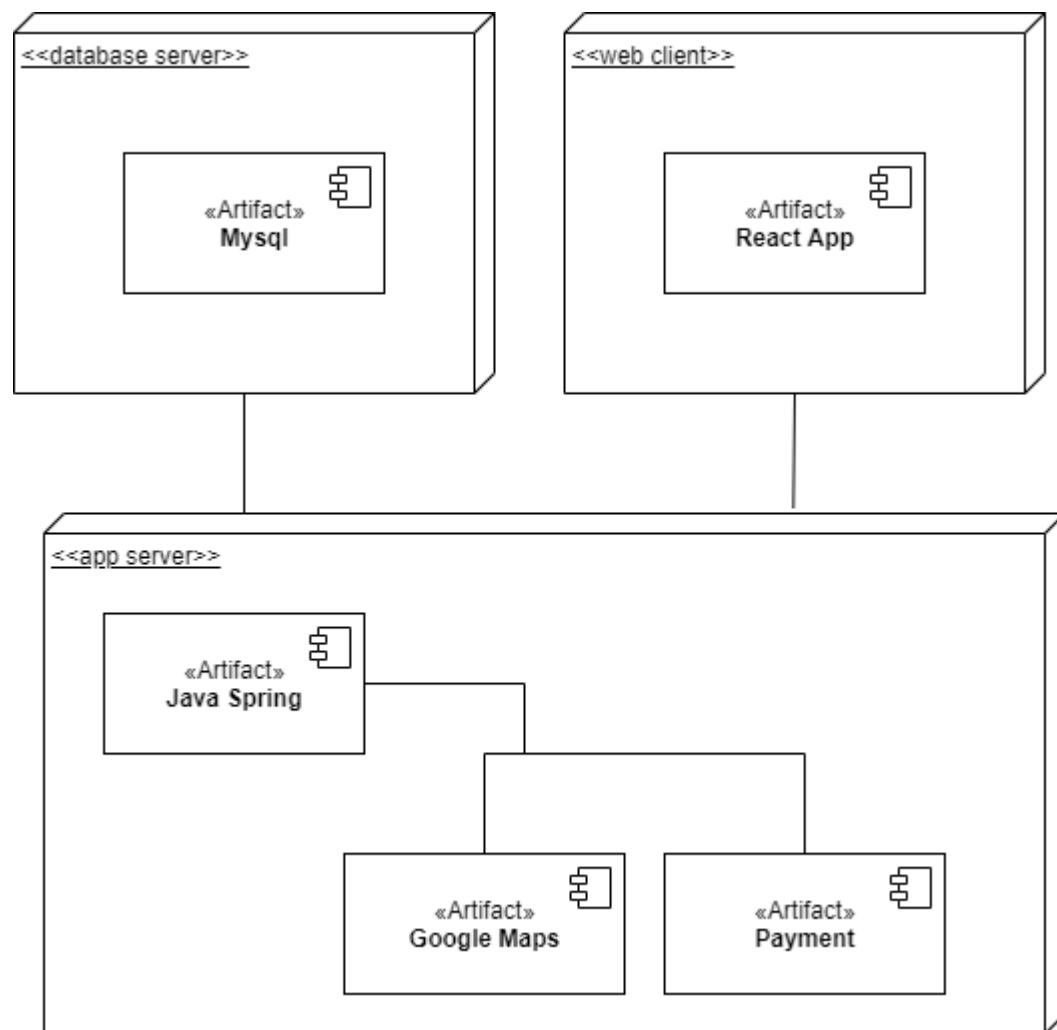 <<database server>>
«Artifact»
Mysql
<<web client>>
«Artifact»
React App
<<app server>>
«Artifact»
Java Spring
«Artifact»
Google Maps
«Artifact»
Payment